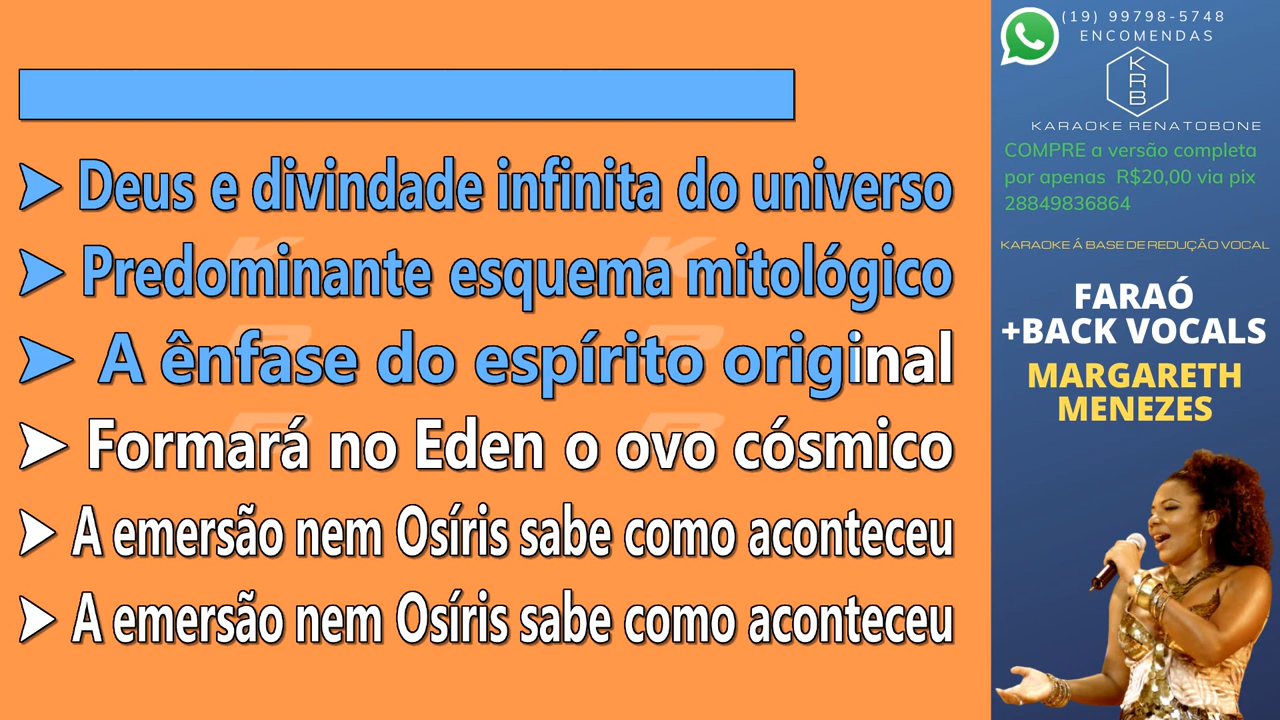 Deus e divindade infinita do universo
Predominante esquema mitológico
A ênfase do espírito original
Formará no Eden o ovo cósmico
A emersão nem Osíris sabe como aconteceu
A emersão nem Osíris sabe como aconteceu
(19) 99798-5748
ENCOMENDAS
K
R
B
KARAOKE RENATOBONE
COMPRE a versão completa
por apenas R$20,00 via pix
28849836864
KARAOKE Á BASE DE REDUÇÃO VOCAL
FARAÓ
+BACK VOCALS
MARGARETH
MENEZES